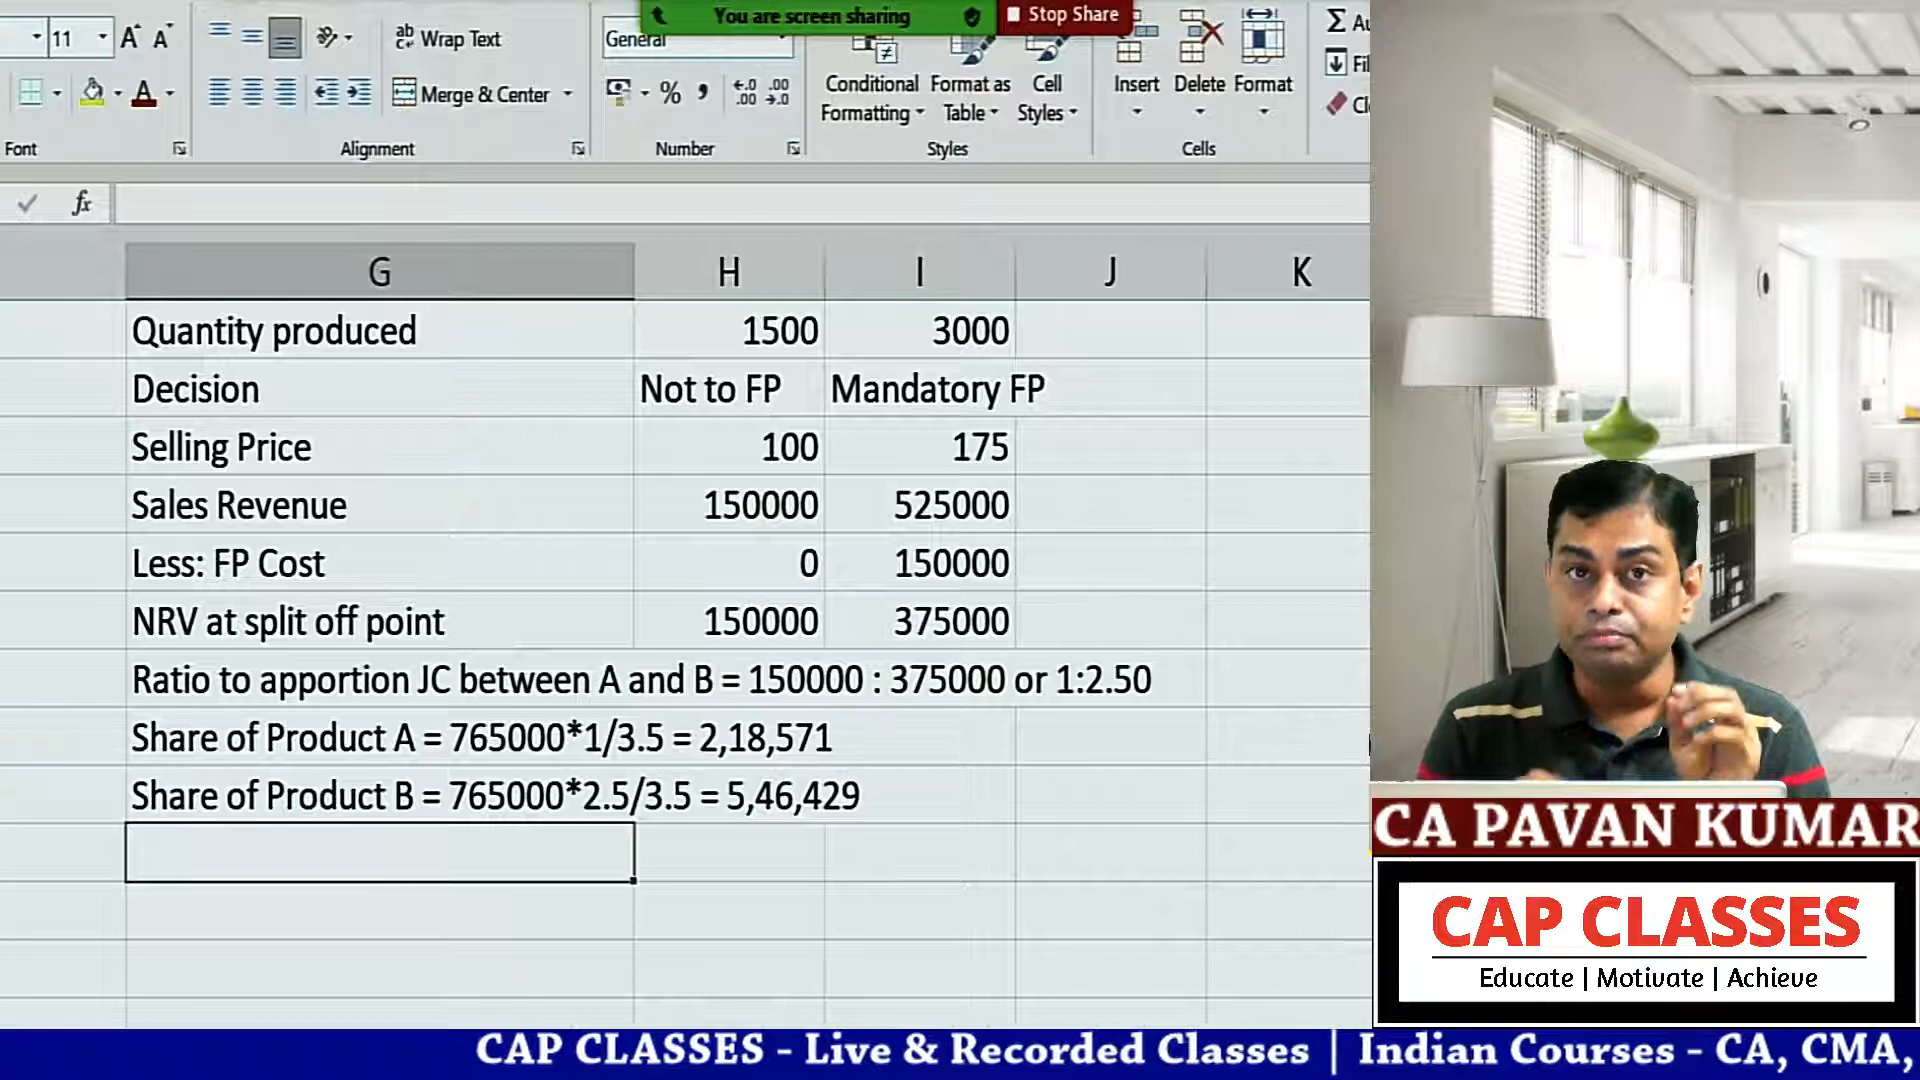 You are screen sharing
Stop Share
11
Wrap Text
General
Conditional Formatting
Format as Table
Cell Styles
Insert
Delete
Format
Merge & Center
Font
Alignment
Number
Styles
Cells
fx
G H I J K
Quantity produced 1500 3000
Decision Not to FP Mandatory FP
Selling Price 100 175
Sales Revenue 150000 525000
Less: FP Cost 0 150000
NRV at split off point 150000 375000
Ratio to apportion JC between A and B = 150000 : 375000 or 1:2.50
Share of Product A = 765000*1/3.5 = 2,18,571
Share of Product B = 765000*2.5/3.5 = 5,46,429
CA PAVAN KUMAR
CAP CLASSES
Educate | Motivate | Achieve
CAP CLASSES - Live & Recorded Classes | Indian Courses - CA, CMA,